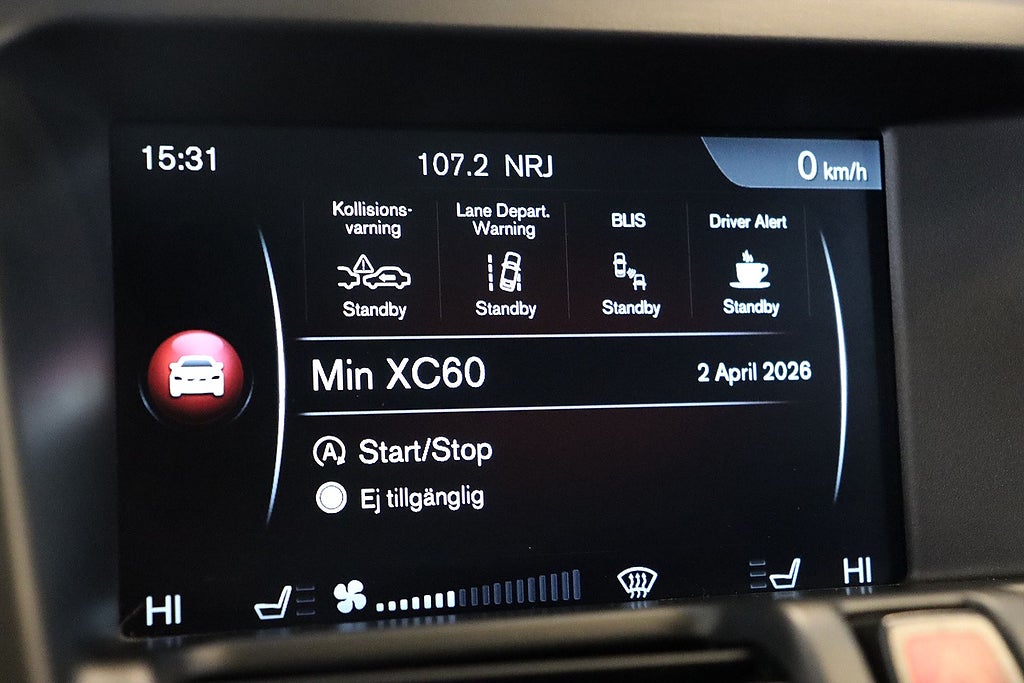 15:31
107.2 NRJ
0 km/h
Kollisions-
varning
Standby
Lane Depart.
Warning
Standby
BLIS
Standby
Driver Alert
Standby
Min XC60
2 April 2026
A Start/Stop
Ej tillgänglig
HI
HI